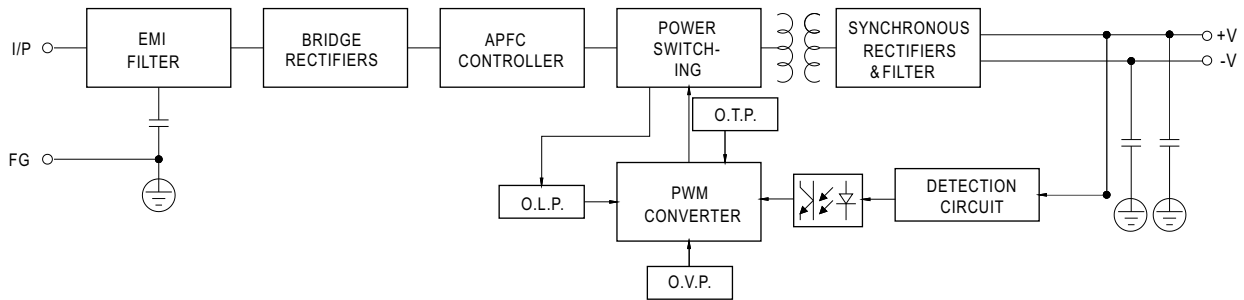 I/P
EMI
FILTER
BRIDGE
RECTIFIERS
APFC
CONTROLLER
POWER
SWITCH-
ING
SYNCHRONOUS
RECTIFIERS
&FILTER
+V
-V
FG
O.T.P.
O.L.P.
PWM
CONVERTER
DETECTION
CIRCUIT
O.V.P.